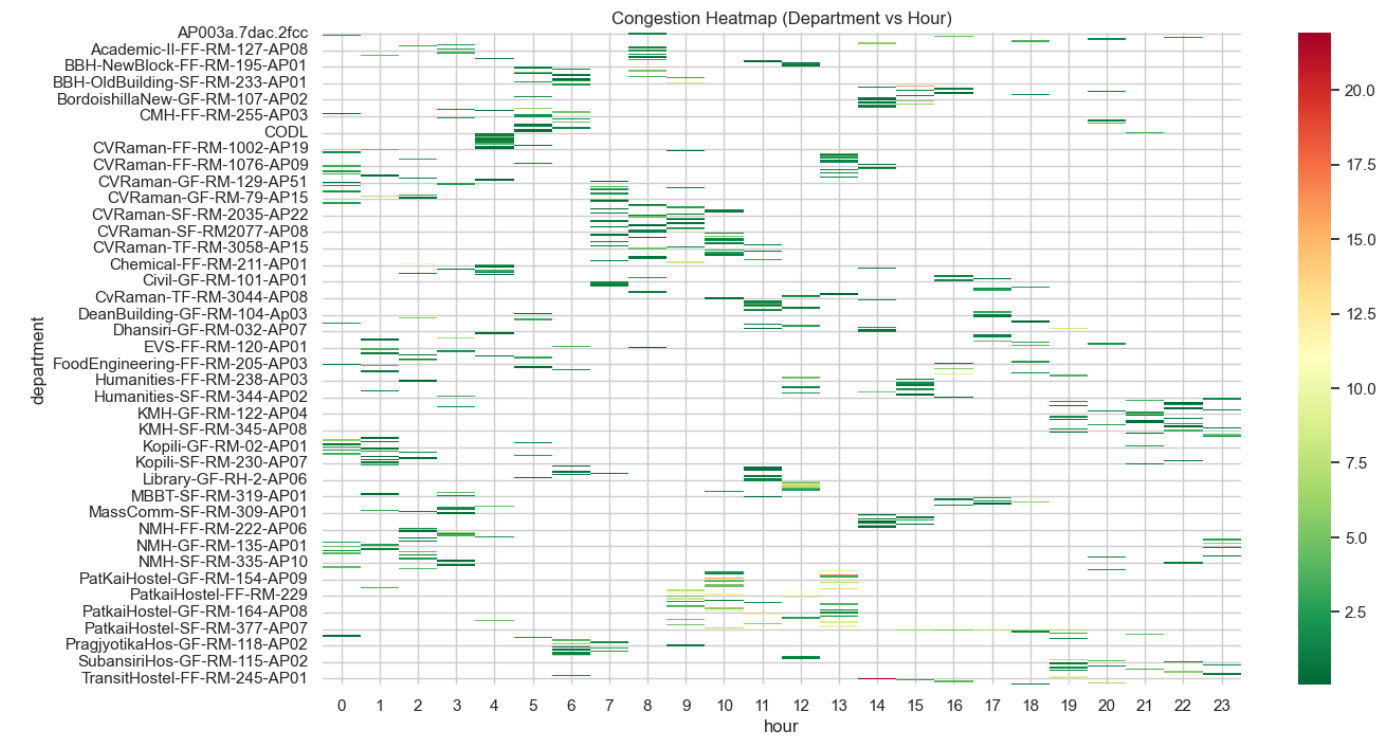 Congestion Heatmap (Department vs Hour)
AP003a.7dac.2fcc
Academic-II-FF-RM-127-AP08
BBH-NewBlock-FF-RM-195-AP01
BBH-OldBuilding-SF-RM-233-AP01
BordoishillaNew-GF-RM-107-AP02
CMH-FF-RM-255-AP03
CODL
CVRaman-FF-RM-1002-AP19
CVRaman-FF-RM-1076-AP09
CVRaman-GF-RM-129-AP51
CVRaman-GF-RM-79-AP15
CVRaman-SF-RM-2035-AP22
CVRaman-SF-RM2077-AP08
CVRaman-TF-RM-3058-AP15
Chemical-FF-RM-211-AP01
Civil-GF-RM-101-AP01
CvRaman-TF-RM-3044-AP08
DeanBuilding-GF-RM-104-Ap03
Dhansiri-GF-RM-032-AP07
EVS-FF-RM-120-AP01
FoodEngineering-FF-RM-205-AP03
Humanities-FF-RM-238-AP03
Humanities-SF-RM-344-AP02
KMH-GF-RM-122-AP04
KMH-SF-RM-345-AP08
Kopili-GF-RM-02-AP01
Kopili-SF-RM-230-AP07
Library-GF-RH-2-AP06
MBBT-SF-RM-319-AP01
MassComm-SF-RM-309-AP01
NMH-FF-RM-222-AP06
NMH-GF-RM-135-AP01
NMH-SF-RM-335-AP10
PatKaiHostel-GF-RM-154-AP09
PatkaiHostel-FF-RM-229
PatkaiHostel-GF-RM-164-AP08
PatkaiHostel-SF-RM-377-AP07
PragjyotikaHos-GF-RM-118-AP02
SubansiriHos-GF-RM-115-AP02
TransitHostel-FF-RM-245-AP01
department
0 1 2 3 4 5 6 7 8 9 10 11 12 13 14 15 16 17 18 19 20 21 22 23
hour
20.0
17.5
15.0
12.5
10.0
7.5
5.0
2.5